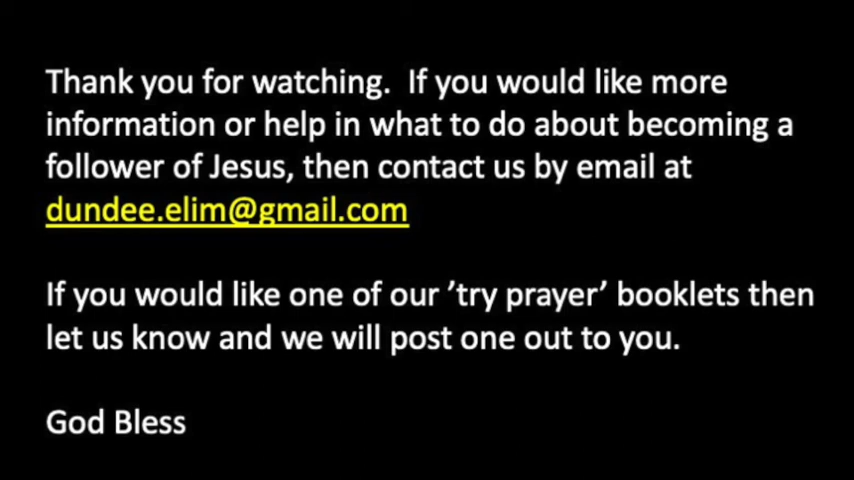 Thank you for watching.  If you would like more
information or help in what to do about becoming a
follower of Jesus, then contact us by email at
dundee.elim@gmail.com
If you would like one of our ’try prayer’ booklets then
let us know and we will post one out to you.
God Bless